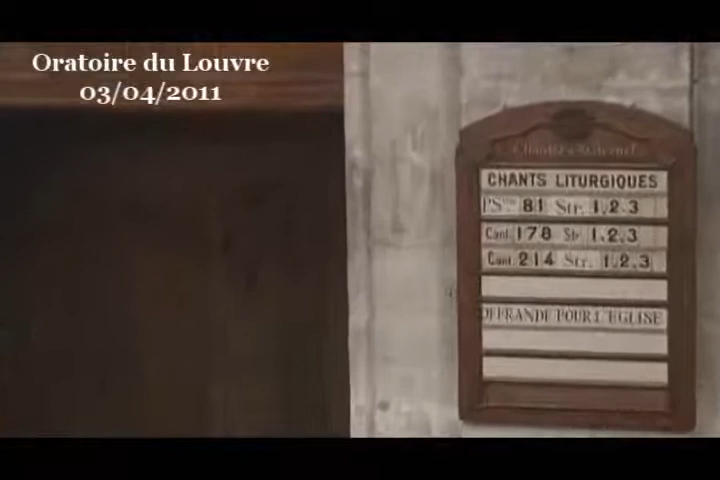 Oratoire du Louvre
03/04/2011
CHANTS LITURGIQUES
PS^me 81 Str. 1.2.3
Cant. 178 Str. 1.2.3
Cant. 214 Str. 1.2.3
OFFRANDE POUR L'EGLISE